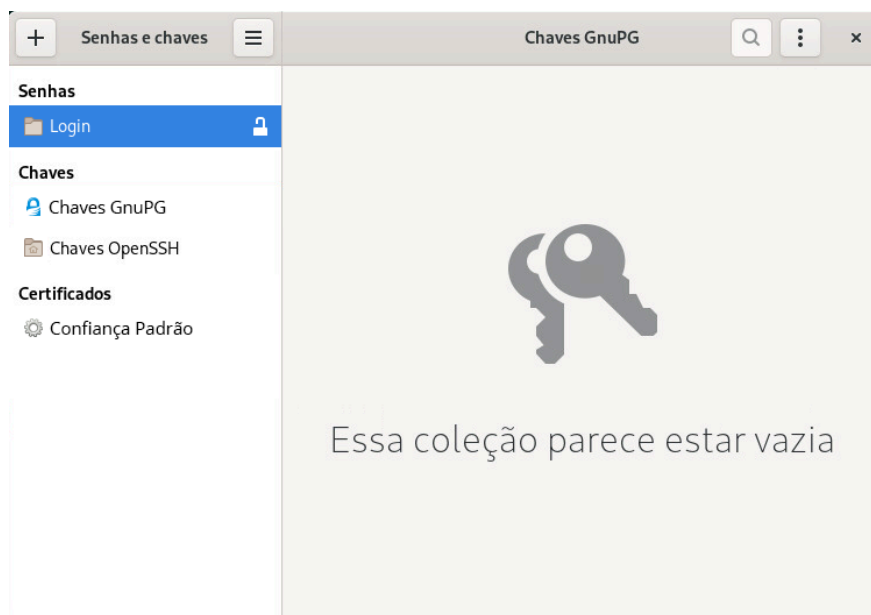 Senhas e chaves
Chaves GnuPG
Senhas
Login
Chaves
Chaves GnuPG
Chaves OpenSSH
Certificados
Confiança Padrão
Essa coleção parece estar vazia